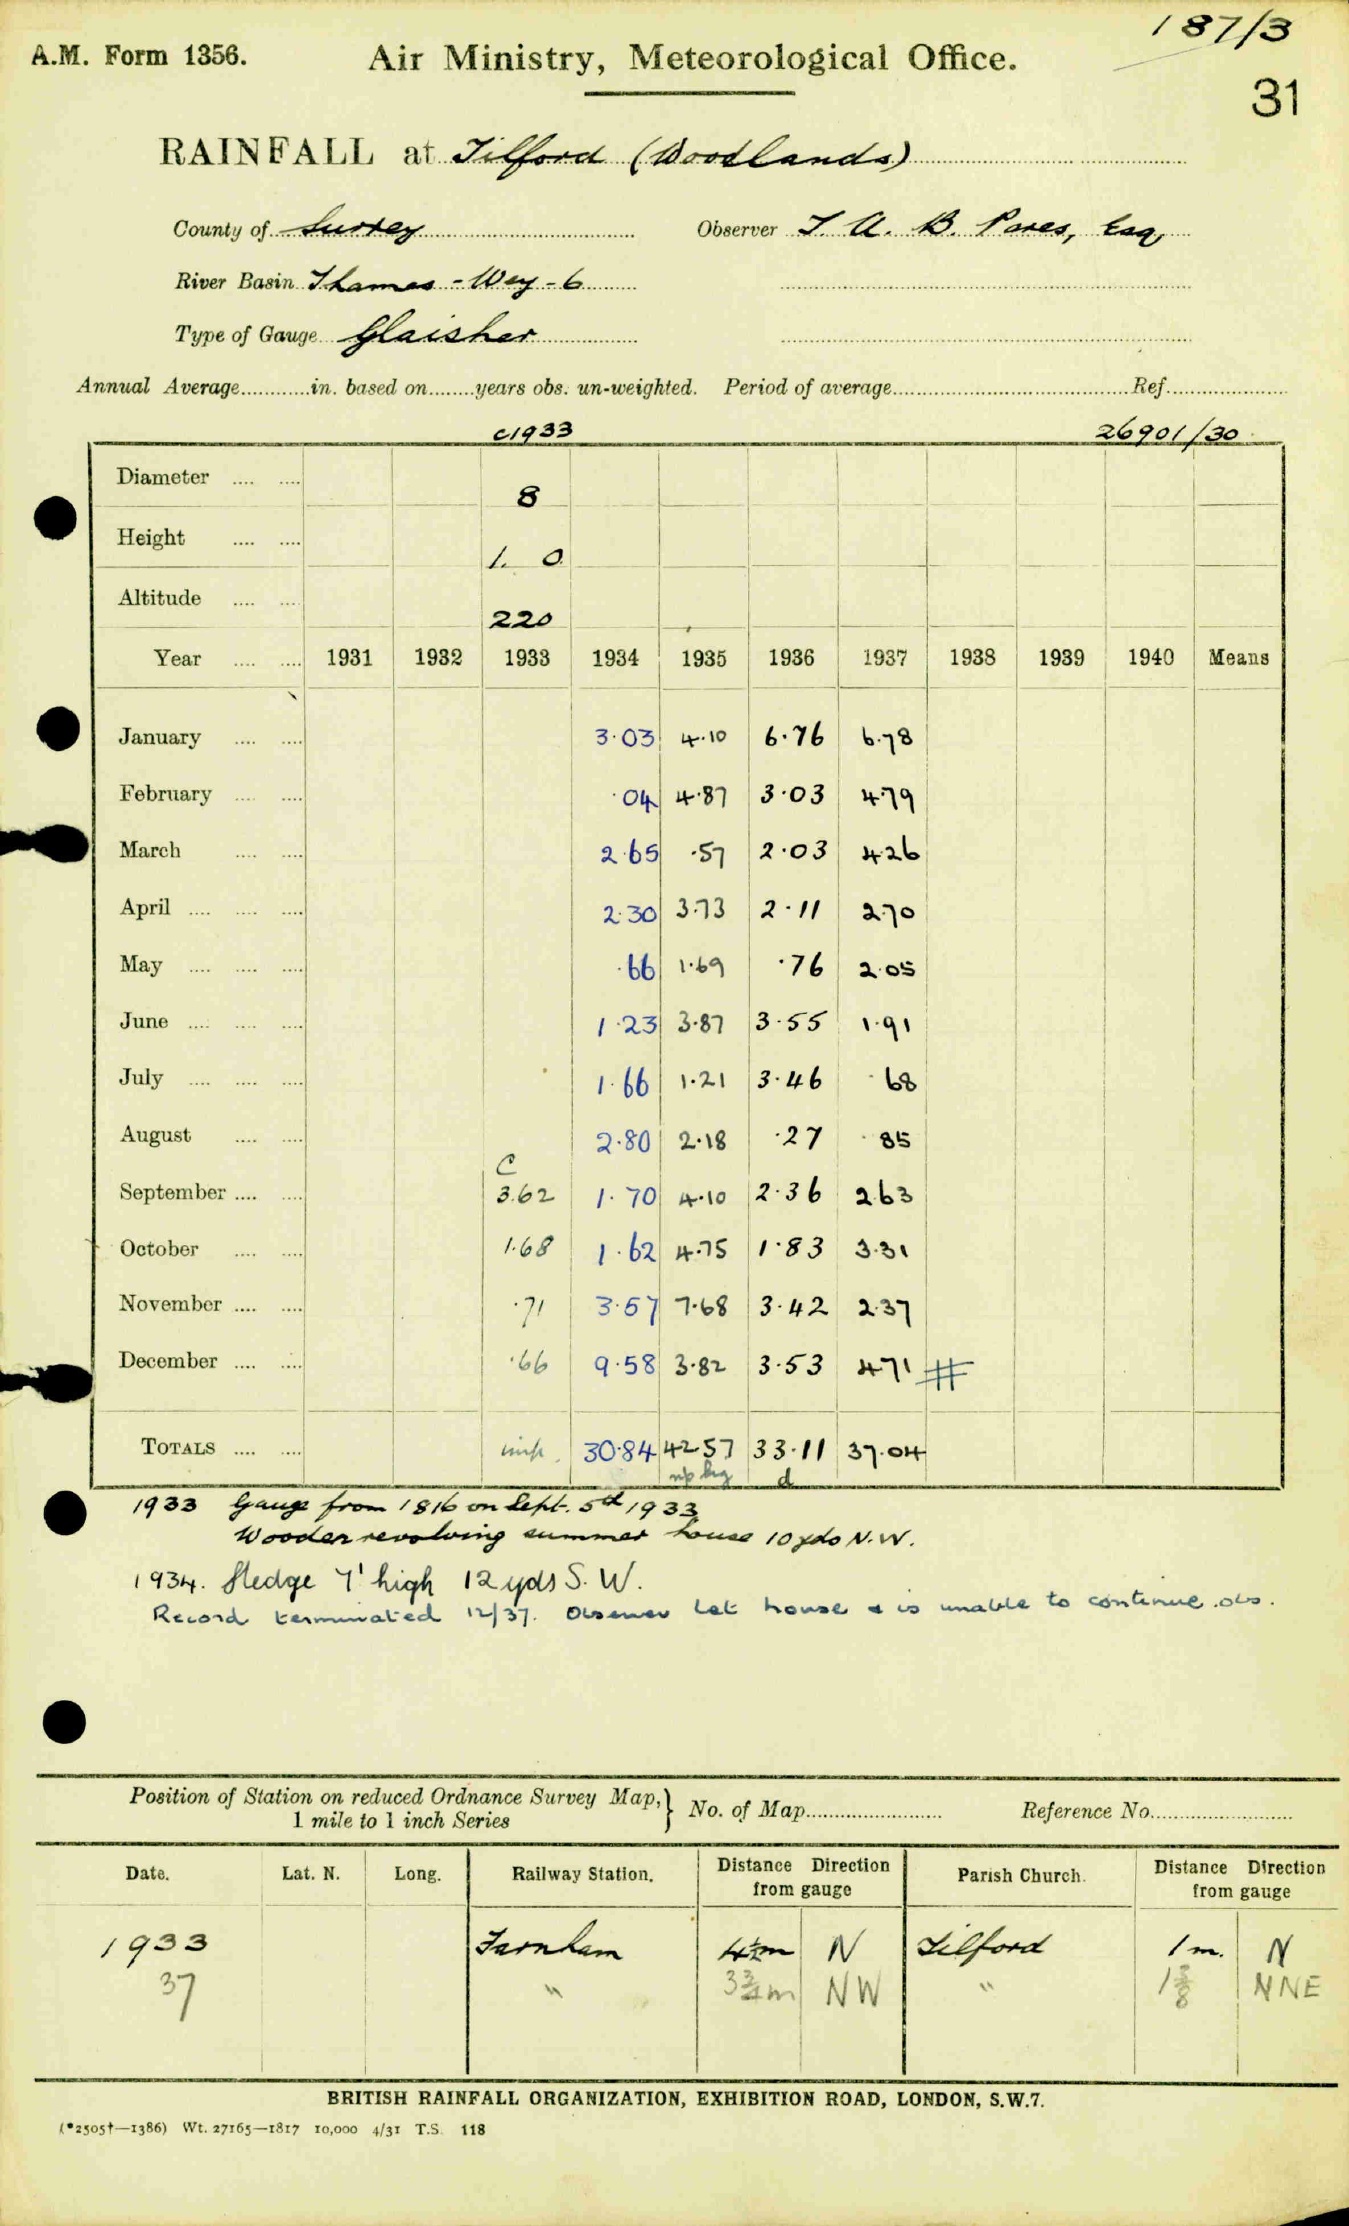 187/3
A.M. Form 1356. Air Ministry, Meteorological Office.
31
RAINFALL at Tilford (Woodlands)
County of Surrey Observer T. A. B. Pares, Esq,
River Basin Thames - Wey - 6
Type of Gauge Glaisher
Annual Average............in. based on........years obs. un-weighted. Period of average.......... Ref..........
c1933 26901/30
Diameter .... .... 8
Height .... .... 1. 0
Altitude .... .... 220
Year .... .... 1931 1932 1933 1934 1935 1936 1937 1938 1939 1940 Means
January .... .... 3·03 4·10 6·76 6·78
February .... .... ·04 4·87 3·03 4·79
March .... .... 2·65 ·57 2·03 4·26
April .... .... .... 2·30 3·73 2·11 2·70
May .... .... .... ·66 1·69 ·76 2·05
June .... .... .... 1·23 3·87 3·55 1·91
July .... .... .... 1·66 1·21 3·46 ·68
August .... .... 2·80 2·18 ·27 ·85
C
September .... .... 3.62 1·70 4·10 2·36 2·63
October .... .... 1·68 1·62 4·75 1·83 3·31
November .... .... ·71 3·57 7·68 3·42 2·37
December .... .... ·66 9·58 3·82 3·53 4·71 #
TOTALS .... .... 30·84 42·57 33·11 37·04
d
1933 Gauge from 1816 on Sept. 5th 1933
Wooden revolving summer house 10 yds N.W.
1934. Hedge 7' high 12 yds S.W.
Record terminated 12/37. Observer let house & is unable to continue obs.
Position of Station on reduced Ordnance Survey Map, } No. of Map.......... Reference No..........
1 mile to 1 inch Series
Date. Lat. N. Long. Railway Station. Distance Direction from gauge Parish Church. Distance Direction from gauge
1933 Farnham 4½m N Tilford 1 m. N
37 " 3¾m NW " 1⅜ NNE
BRITISH RAINFALL ORGANIZATION, EXHIBITION ROAD, LONDON, S.W.7.
(*2505†—1386) Wt. 27165—1817 10,000 4/31 T.S. 118